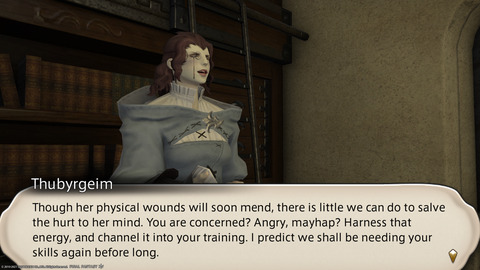 Thubyrgeim
Though her physical wounds will soon mend, there is little we can do to salve
the hurt to her mind. You are concerned? Angry, mayhap? Harness that
energy, and channel it into your training. I predict we shall be needing your
skills again before long.